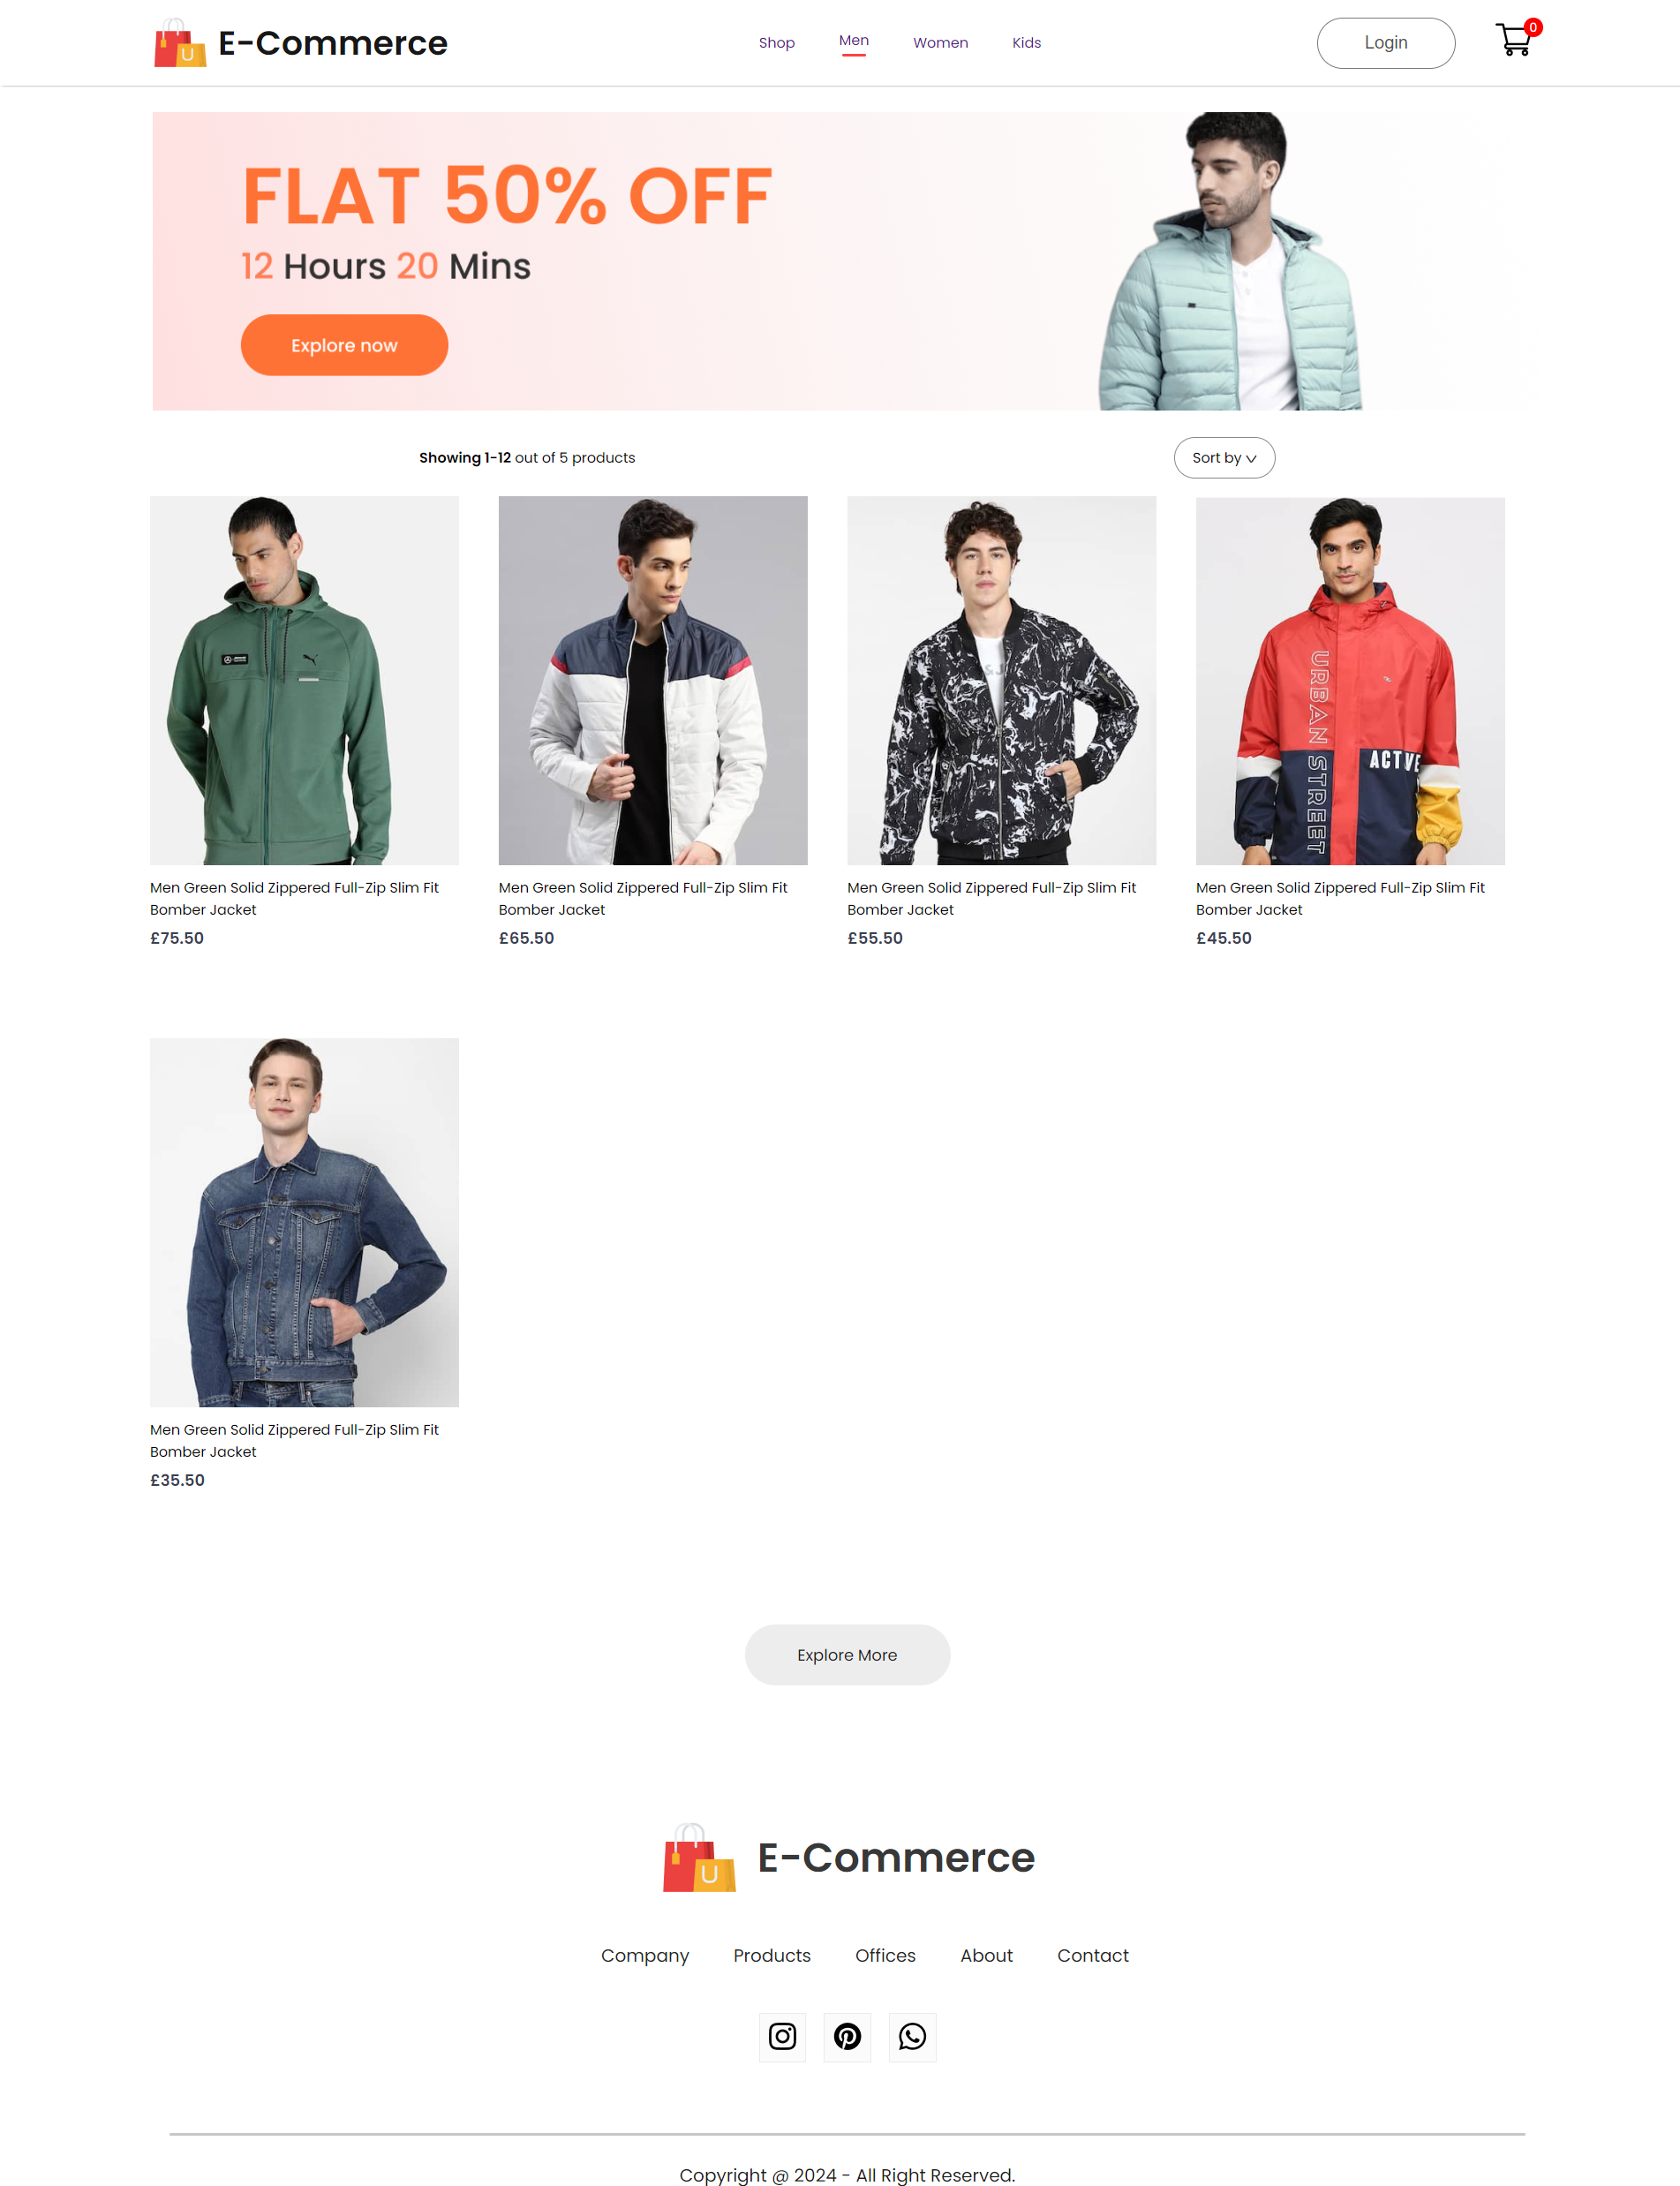 E-Commerce
Shop
Men
Women
Kids
Login
0
FLAT 50% OFF
12 Hours 20 Mins
Explore now
Showing 1-12 out of 5 products
Sort by
URBAN STREET
ACTIVE
Men Green Solid Zippered Full-Zip Slim Fit
Bomber Jacket
£75.50
Men Green Solid Zippered Full-Zip Slim Fit
Bomber Jacket
£65.50
Men Green Solid Zippered Full-Zip Slim Fit
Bomber Jacket
£55.50
Men Green Solid Zippered Full-Zip Slim Fit
Bomber Jacket
£45.50
Men Green Solid Zippered Full-Zip Slim Fit
Bomber Jacket
£35.50
Explore More
U
E-Commerce
Company
Products
Offices
About
Contact
Copyright @ 2024 - All Right Reserved.